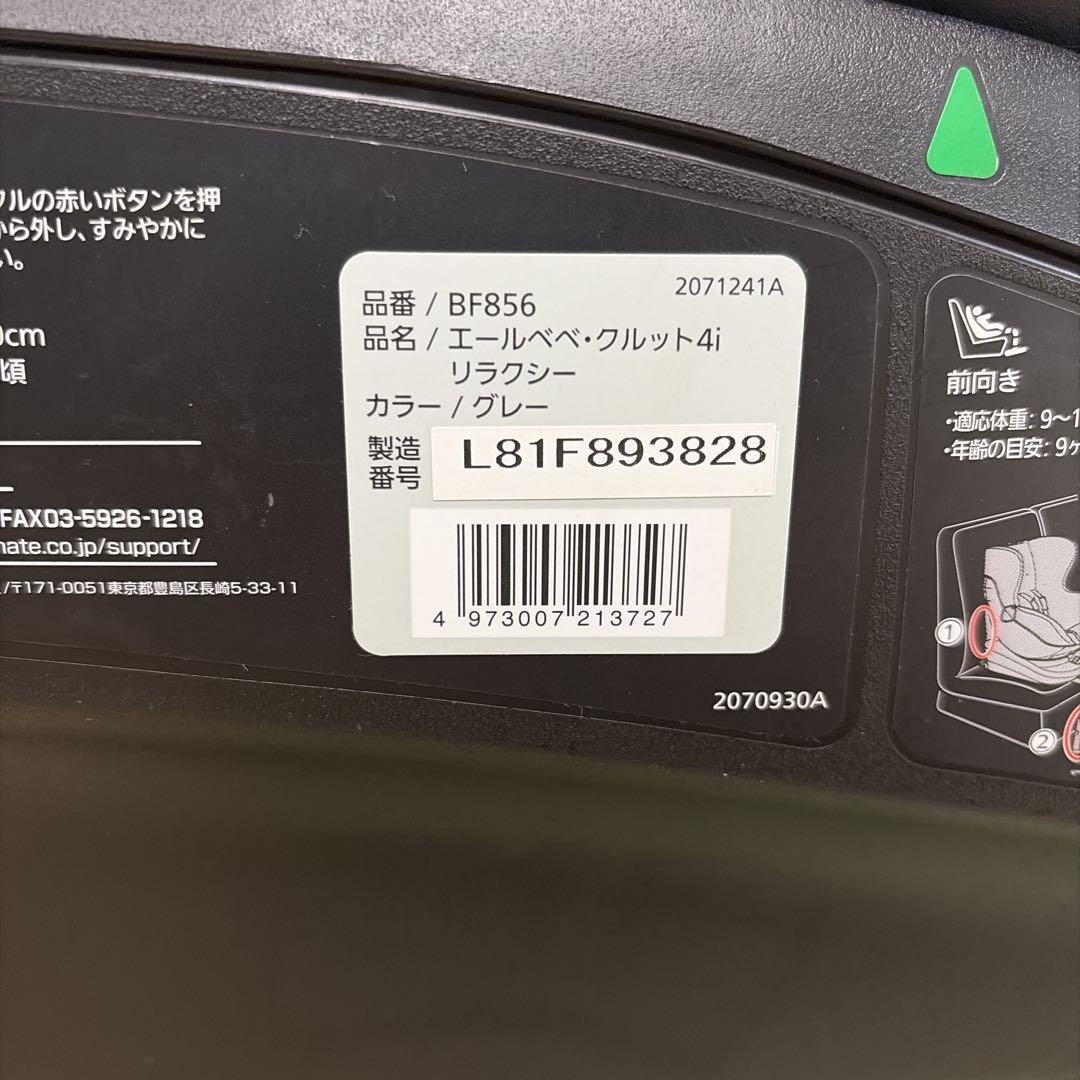 フルの赤いボタンを押
から外し、すみやかに
い。
0cm
頃
FAX03-5926-1218
mate.co.jp/support/
/〒171-0051東京都豊島区長崎5-33-11
2071241A
品番 / BF856
品名 / エールベベ・クルット4i
リラクシー
カラー / グレー
製造番号 L81F893828
4 973007 213727
2070930A
前向き
・適応体重: 9〜1
・年齢の目安: 9ヶ
1
2